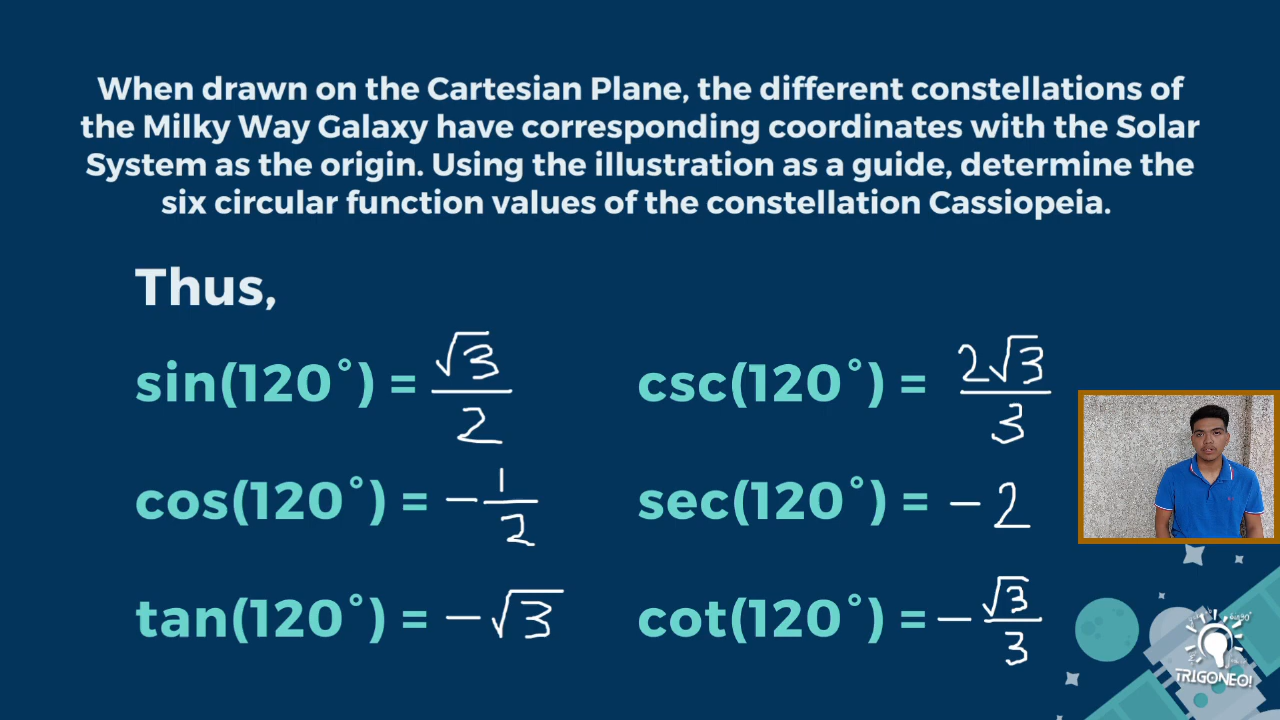 When drawn on the Cartesian Plane, the different constellations of
the Milky Way Galaxy have corresponding coordinates with the Solar
System as the origin. Using the illustration as a guide, determine the
six circular function values of the constellation Cassiopeia.
Thus,
sin(120°) = √3/2
csc(120°) = 2√3/3
cos(120°) = -1/2
sec(120°) = -2
tan(120°) = -√3
cot(120°) = -√3/3
TRIGONEO!